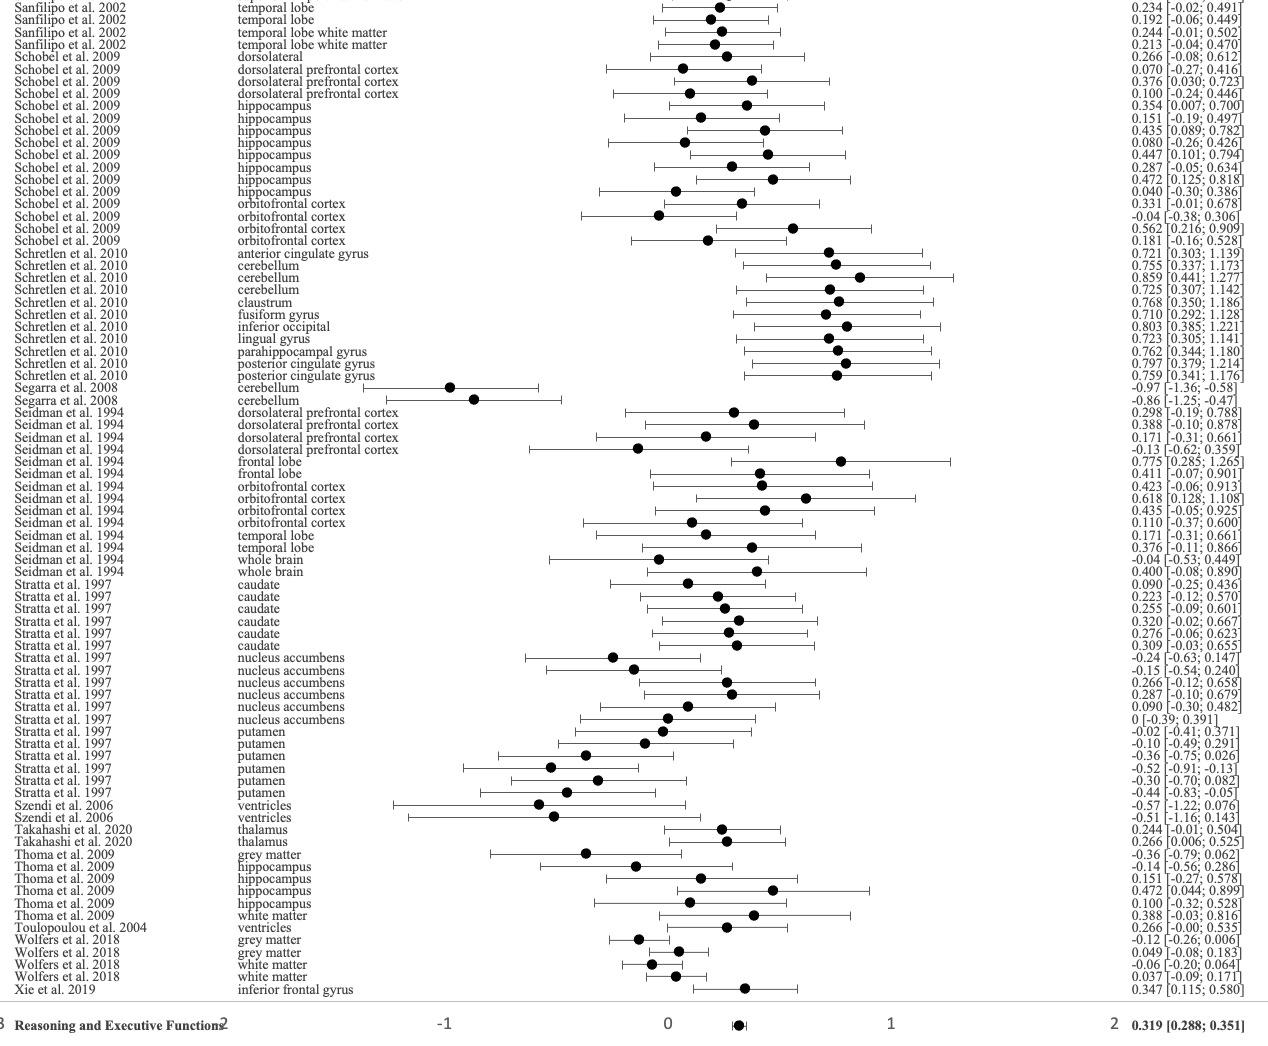 Sanfilipo et al. 2002 temporal lobe 0.234 [-0.02; 0.491]
Sanfilipo et al. 2002 temporal lobe 0.192 [-0.06; 0.449]
Sanfilipo et al. 2002 temporal lobe white matter 0.244 [-0.01; 0.502]
Sanfilipo et al. 2002 temporal lobe white matter 0.213 [-0.04; 0.470]
Schobel et al. 2009 dorsolateral 0.266 [-0.08; 0.612]
Schobel et al. 2009 dorsolateral prefrontal cortex 0.070 [-0.27; 0.416]
Schobel et al. 2009 dorsolateral prefrontal cortex 0.376 [0.030; 0.723]
Schobel et al. 2009 dorsolateral prefrontal cortex 0.100 [-0.24; 0.446]
Schobel et al. 2009 hippocampus 0.354 [0.007; 0.700]
Schobel et al. 2009 hippocampus 0.151 [-0.19; 0.497]
Schobel et al. 2009 hippocampus 0.435 [0.089; 0.782]
Schobel et al. 2009 hippocampus 0.080 [-0.26; 0.426]
Schobel et al. 2009 hippocampus 0.447 [0.101; 0.794]
Schobel et al. 2009 hippocampus 0.287 [-0.05; 0.634]
Schobel et al. 2009 hippocampus 0.472 [0.125; 0.818]
Schobel et al. 2009 hippocampus 0.040 [-0.30; 0.386]
Schobel et al. 2009 orbitofrontal cortex 0.331 [-0.01; 0.678]
Schobel et al. 2009 orbitofrontal cortex -0.04 [-0.38; 0.306]
Schobel et al. 2009 orbitofrontal cortex 0.562 [0.216; 0.909]
Schobel et al. 2009 orbitofrontal cortex 0.181 [-0.16; 0.528]
Schretlen et al. 2010 anterior cingulate gyrus 0.721 [0.303; 1.139]
Schretlen et al. 2010 cerebellum 0.755 [0.337; 1.173]
Schretlen et al. 2010 cerebellum 0.859 [0.441; 1.277]
Schretlen et al. 2010 cerebellum 0.725 [0.307; 1.142]
Schretlen et al. 2010 claustrum 0.768 [0.350; 1.186]
Schretlen et al. 2010 fusiform gyrus 0.710 [0.292; 1.128]
Schretlen et al. 2010 inferior occipital 0.803 [0.385; 1.221]
Schretlen et al. 2010 lingual gyrus 0.723 [0.305; 1.141]
Schretlen et al. 2010 parahippocampal gyrus 0.762 [0.344; 1.180]
Schretlen et al. 2010 posterior cingulate gyrus 0.797 [0.379; 1.214]
Schretlen et al. 2010 posterior cingulate gyrus 0.759 [0.341; 1.176]
Segarra et al. 2008 cerebellum -0.97 [-1.36; -0.58]
Segarra et al. 2008 cerebellum -0.86 [-1.25; -0.47]
Seidman et al. 1994 dorsolateral prefrontal cortex 0.298 [-0.19; 0.788]
Seidman et al. 1994 dorsolateral prefrontal cortex 0.388 [-0.10; 0.878]
Seidman et al. 1994 dorsolateral prefrontal cortex 0.171 [-0.31; 0.661]
Seidman et al. 1994 dorsolateral prefrontal cortex -0.13 [-0.62; 0.359]
Seidman et al. 1994 frontal lobe 0.775 [0.285; 1.265]
Seidman et al. 1994 frontal lobe 0.411 [-0.07; 0.901]
Seidman et al. 1994 orbitofrontal cortex 0.423 [-0.06; 0.913]
Seidman et al. 1994 orbitofrontal cortex 0.618 [0.128; 1.108]
Seidman et al. 1994 orbitofrontal cortex 0.435 [-0.05; 0.925]
Seidman et al. 1994 orbitofrontal cortex 0.110 [-0.37; 0.600]
Seidman et al. 1994 temporal lobe 0.171 [-0.31; 0.661]
Seidman et al. 1994 temporal lobe 0.376 [-0.11; 0.866]
Seidman et al. 1994 whole brain -0.04 [-0.53; 0.449]
Seidman et al. 1994 whole brain 0.400 [-0.08; 0.890]
Stratta et al. 1997 caudate 0.090 [-0.25; 0.436]
Stratta et al. 1997 caudate 0.223 [-0.12; 0.570]
Stratta et al. 1997 caudate 0.255 [-0.09; 0.601]
Stratta et al. 1997 caudate 0.320 [-0.02; 0.667]
Stratta et al. 1997 caudate 0.276 [-0.06; 0.623]
Stratta et al. 1997 caudate 0.309 [-0.03; 0.655]
Stratta et al. 1997 nucleus accumbens -0.24 [-0.63; 0.147]
Stratta et al. 1997 nucleus accumbens -0.15 [-0.54; 0.240]
Stratta et al. 1997 nucleus accumbens 0.266 [-0.12; 0.658]
Stratta et al. 1997 nucleus accumbens 0.287 [-0.10; 0.679]
Stratta et al. 1997 nucleus accumbens 0.090 [-0.30; 0.482]
Stratta et al. 1997 nucleus accumbens 0 [-0.39; 0.391]
Stratta et al. 1997 putamen -0.02 [-0.41; 0.371]
Stratta et al. 1997 putamen -0.10 [-0.49; 0.291]
Stratta et al. 1997 putamen -0.36 [-0.75; 0.026]
Stratta et al. 1997 putamen -0.52 [-0.91; -0.13]
Stratta et al. 1997 putamen -0.30 [-0.70; 0.082]
Stratta et al. 1997 putamen -0.44 [-0.83; -0.05]
Szendi et al. 2006 ventricles -0.57 [-1.22; 0.076]
Szendi et al. 2006 ventricles -0.51 [-1.16; 0.143]
Takahashi et al. 2020 thalamus 0.244 [-0.01; 0.504]
Takahashi et al. 2020 thalamus 0.266 [0.006; 0.525]
Thoma et al. 2009 grey matter -0.36 [-0.79; 0.062]
Thoma et al. 2009 hippocampus -0.14 [-0.56; 0.286]
Thoma et al. 2009 hippocampus 0.151 [-0.27; 0.578]
Thoma et al. 2009 hippocampus 0.472 [0.044; 0.899]
Thoma et al. 2009 hippocampus 0.100 [-0.32; 0.528]
Thoma et al. 2009 white matter 0.388 [-0.03; 0.816]
Toulopoulou et al. 2004 ventricles 0.266 [-0.00; 0.535]
Wolfers et al. 2018 grey matter -0.12 [-0.26; 0.006]
Wolfers et al. 2018 grey matter 0.049 [-0.08; 0.183]
Wolfers et al. 2018 white matter -0.06 [-0.20; 0.064]
Wolfers et al. 2018 white matter 0.037 [-0.09; 0.171]
Xie et al. 2019 inferior frontal gyrus 0.347 [0.115; 0.580]
3 Reasoning and Executive Functions 2 -1 0 1 2 0.319 [0.288; 0.351]